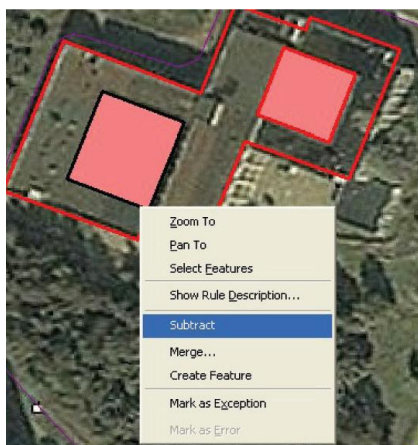 Zoom To
Pan To
Select Features
Show Rule Description...
Subtract
Merge...
Create Feature
Mark as Exception
Mark as Error